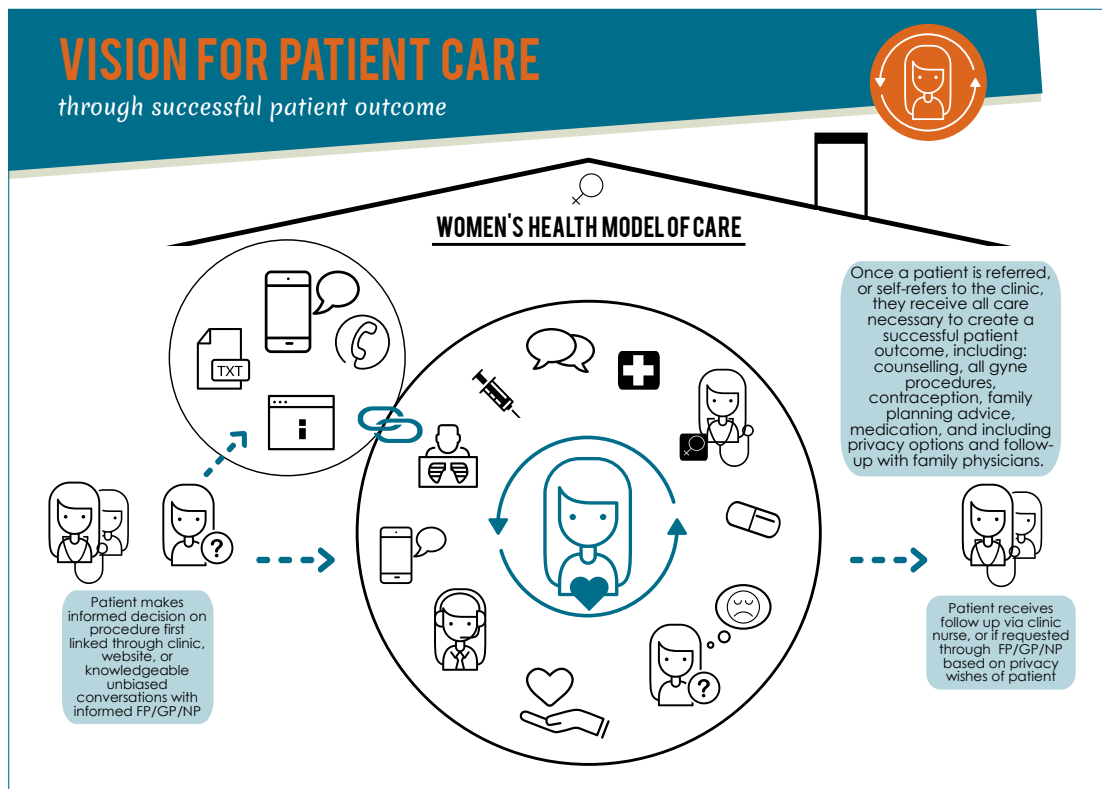 VISION FOR PATIENT CARE
through successful patient outcome
WOMEN'S HEALTH MODEL OF CARE
TXT
Once a patient is referred,
or self-refers to the clinic,
they receive all care
necessary to create a
successful patient
outcome, including:
counselling, all gyne
procedures,
contraception, family
planning advice,
medication, and including
privacy options and follow-
up with family physicians.
?
?
Patient makes
informed decision on
procedure first
linked through clinic,
website, or
knowledgeable
unbiased
conversations with
informed FP/GP/NP
Patient receives
follow up via clinic
nurse, or if requested
through FP/GP/NP
based on privacy
wishes of patient